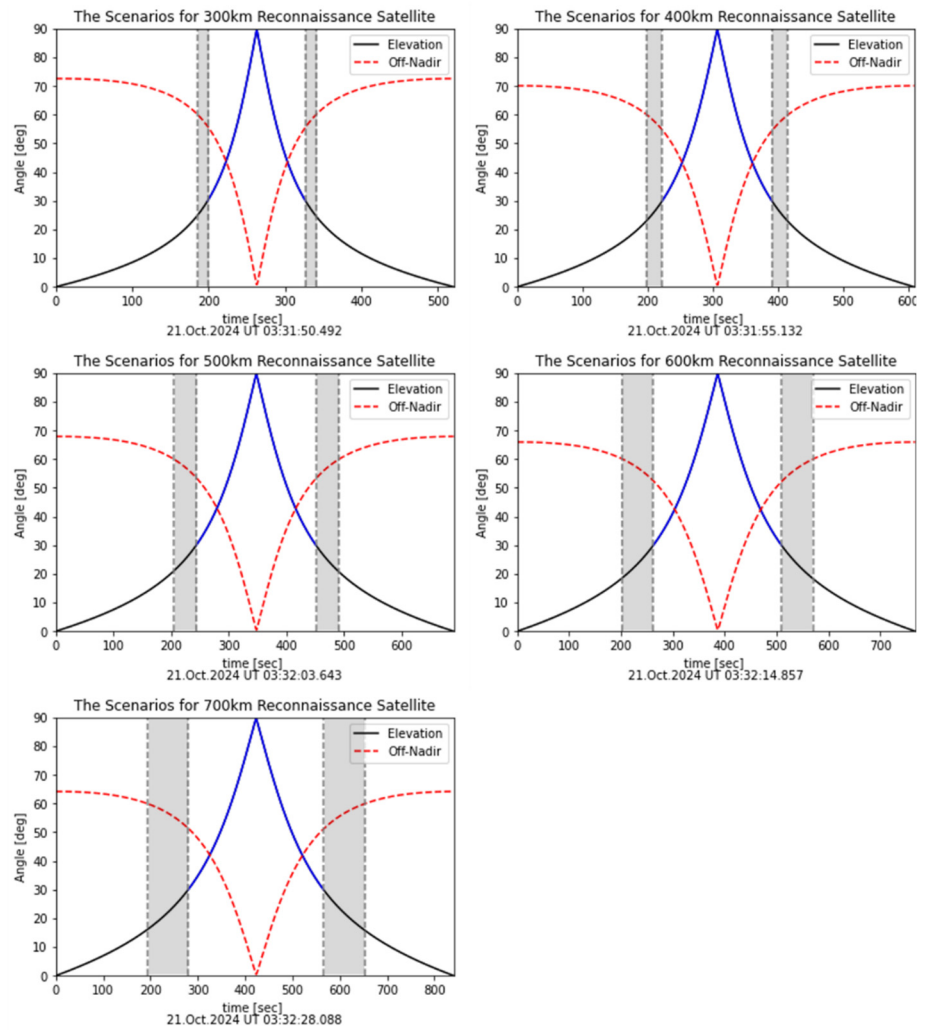 The Scenarios for 300km Reconnaissance Satellite
90
80
70
60
50
40
30
20
10
0
Angle [deg]
Elevation
Off-Nadir
0 100 200 300 400 500
time [sec]
21.Oct.2024 UT 03:31:50.492
The Scenarios for 400km Reconnaissance Satellite
90
80
70
60
50
40
30
20
10
0
Angle [deg]
Elevation
Off-Nadir
0 100 200 300 400 500 600
time [sec]
21.Oct.2024 UT 03:31:55.132
The Scenarios for 500km Reconnaissance Satellite
90
80
70
60
50
40
30
20
10
0
Angle [deg]
Elevation
Off-Nadir
0 100 200 300 400 500 600
time [sec]
21.Oct.2024 UT 03:32:03.643
The Scenarios for 600km Reconnaissance Satellite
90
80
70
60
50
40
30
20
10
0
Angle [deg]
Elevation
Off-Nadir
0 100 200 300 400 500 600 700
time [sec]
21.Oct.2024 UT 03:32:14.857
The Scenarios for 700km Reconnaissance Satellite
90
80
70
60
50
40
30
20
10
0
Angle [deg]
Elevation
Off-Nadir
0 100 200 300 400 500 600 700 800
time [sec]
21.Oct.2024 UT 03:32:28.088